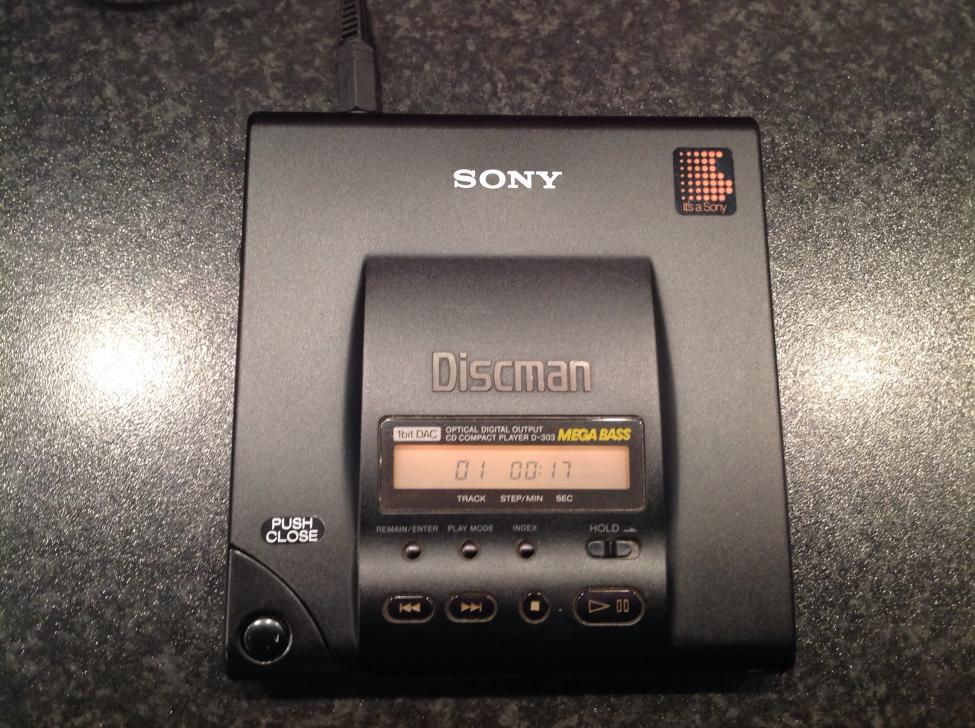 SONY
It's a Sony
Discman
1bit DAC
OPTICAL DIGITAL OUTPUT
CD COMPACT PLAYER D-303
MEGA BASS
01 00:17
TRACK STEP/MIN SEC
PUSH
CLOSE
REMAIN/ENTER PLAY MODE INDEX HOLD